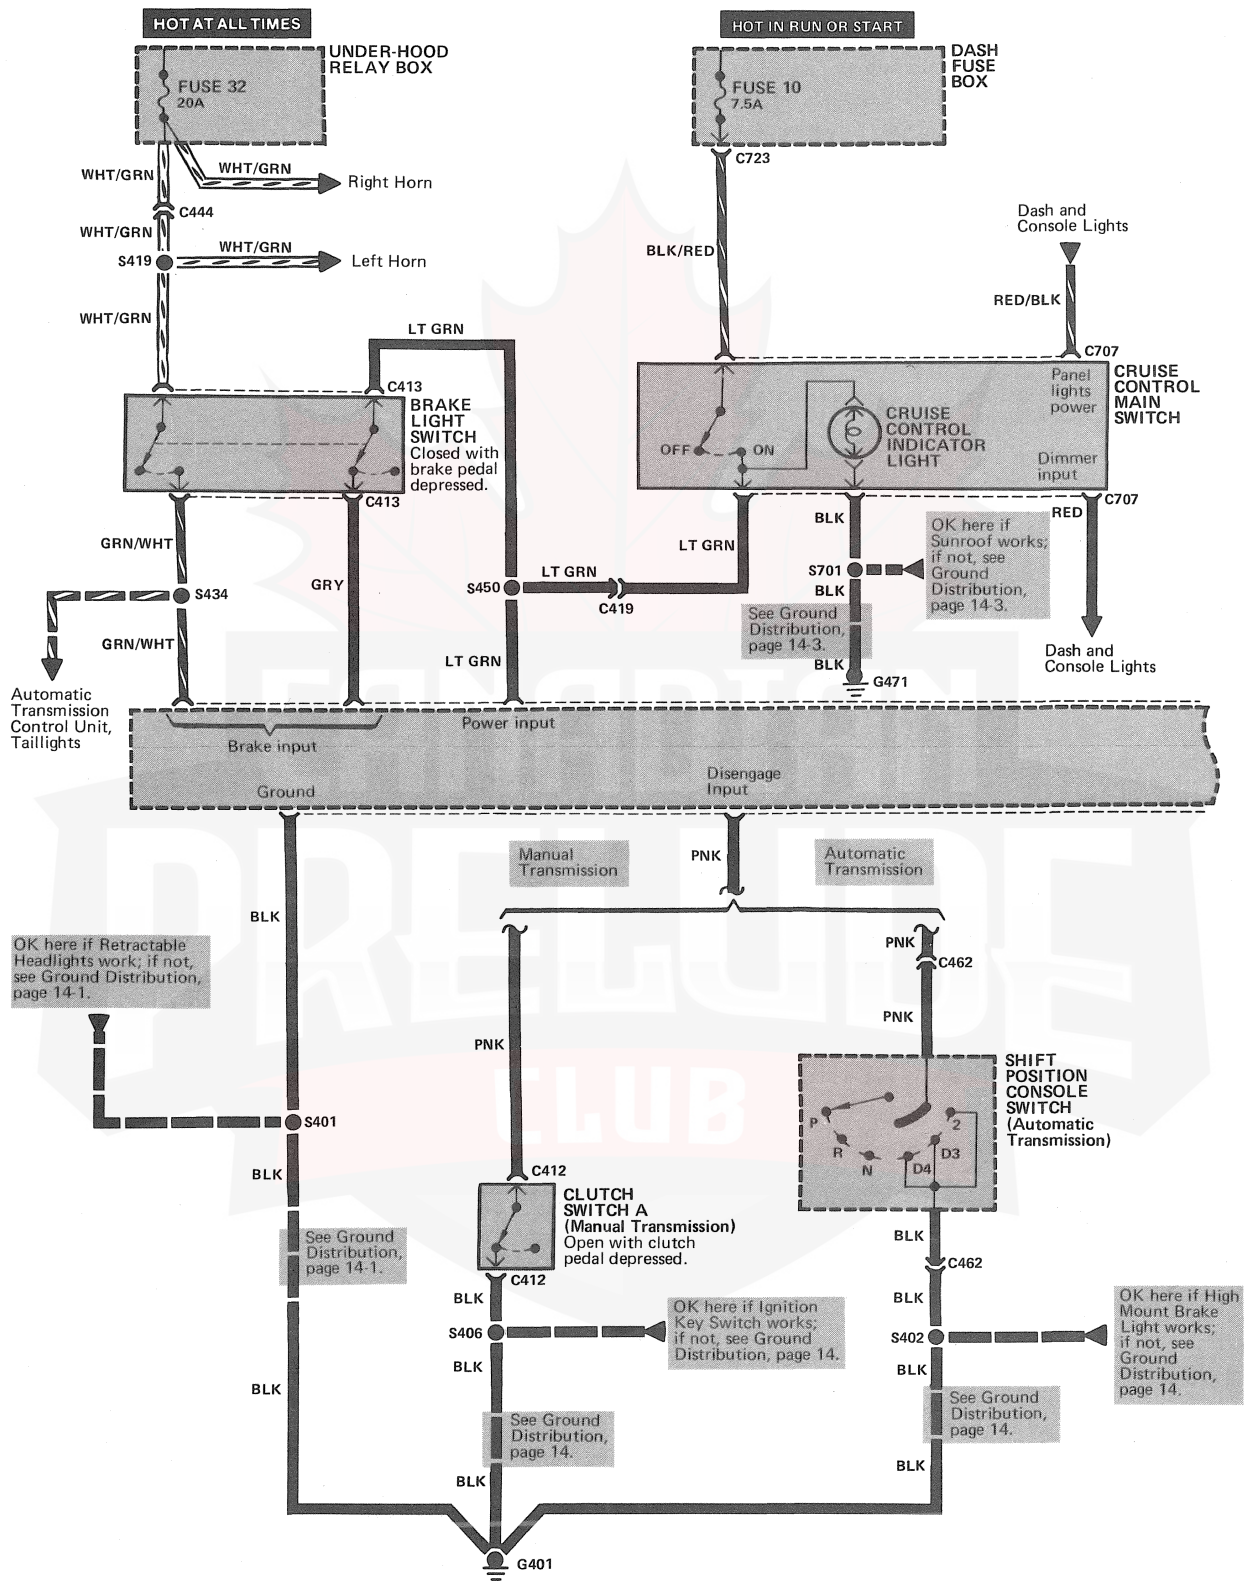 HOT AT ALL TIMES
HOT IN RUN OR START
UNDER-HOOD
RELAY BOX
FUSE 32
20A
DASH
FUSE
BOX
FUSE 10
7.5A
C723
WHT/GRN
WHT/GRN
Right Horn
C444
WHT/GRN
S419
WHT/GRN
Left Horn
WHT/GRN
BLK/RED
Dash and
Console Lights
RED/BLK
LT GRN
C413
C707
BRAKE
LIGHT
SWITCH
Closed with
brake pedal
depressed.
C413
CRUISE
CONTROL
MAIN
SWITCH
Panel
lights
power
CRUISE
CONTROL
INDICATOR
LIGHT
OFF
ON
Dimmer
input
C707
GRN/WHT
GRY
S434
GRN/WHT
Automatic
Transmission
Control Unit,
Taillights
S450
LT GRN
C419
LT GRN
LT GRN
BLK
S701
BLK
OK here if
Sunroof works;
if not, see
Ground
Distribution,
page 14-3.
See Ground
Distribution,
page 14-3.
BLK
G471
RED
Dash and
Console Lights
Brake input
Power input
Ground
Disengage
Input
CANADIAN
PRELUDE
CLUB
Manual
Transmission
PNK
Automatic
Transmission
BLK
OK here if Retractable
Headlights work; if not,
see Ground Distribution,
page 14-1.
S401
BLK
See Ground
Distribution,
page 14-1.
BLK
PNK
C412
CLUTCH
SWITCH A
(Manual Transmission)
Open with clutch
pedal depressed.
C412
BLK
S406
OK here if Ignition
Key Switch works;
if not, see Ground
Distribution, page 14.
BLK
See Ground
Distribution,
page 14.
BLK
PNK
C462
PNK
SHIFT
POSITION
CONSOLE
SWITCH
(Automatic
Transmission)
P
R
N
D4
D3
2
BLK
C462
BLK
S402
OK here if High
Mount Brake
Light works;
if not, see
Ground
Distribution,
page 14.
BLK
See Ground
Distribution,
page 14.
BLK
G401